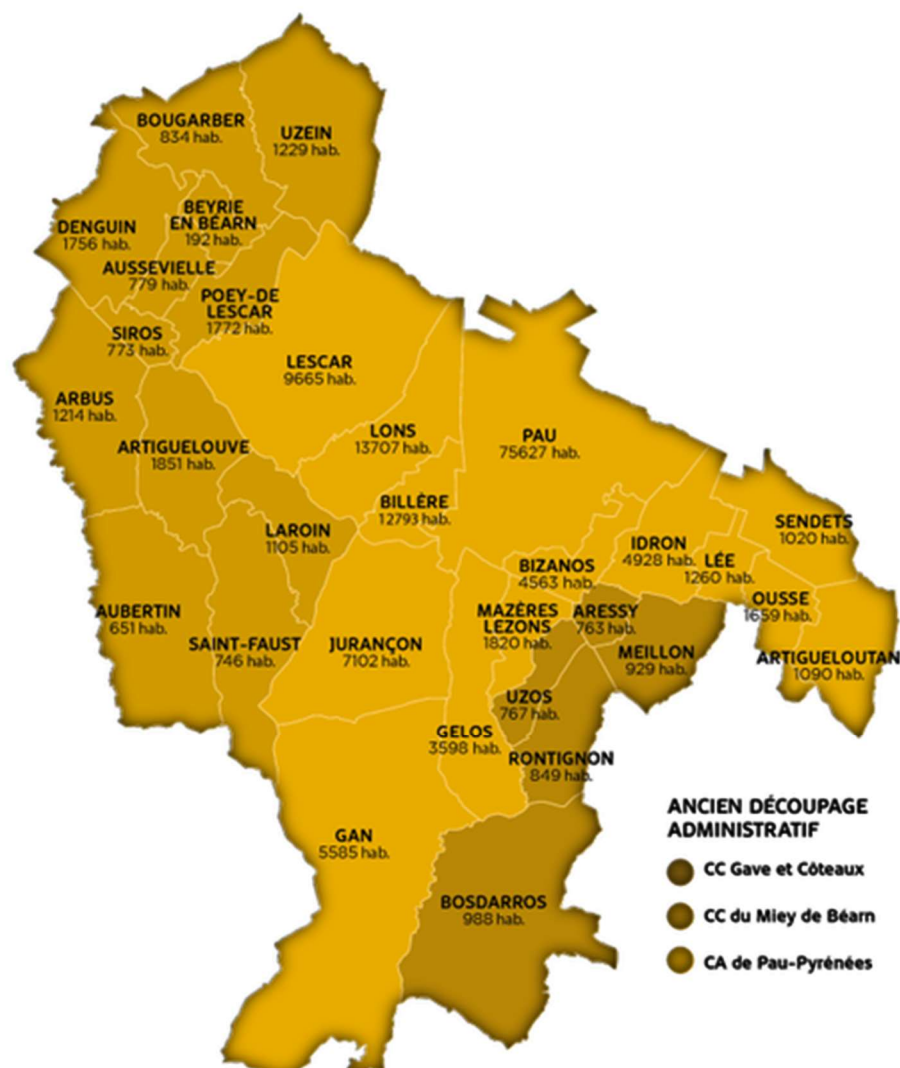 BOUGARBER
834 hab.
UZEIN
1229 hab.
BEYRIE
EN BÉARN
192 hab.
DENGUIN
1756 hab.
AUSSEVIELLE
779 hab.
POEY-DE
LESCAR
1772 hab.
SIROS
773 hab.
LESCAR
9665 hab.
ARBUS
1214 hab.
LONS
13707 hab.
PAU
75627 hab.
ARTIGUELOUVE
1851 hab.
BILLÈRE
12793 hab.
LAROIN
1105 hab.
SENDETS
1020 hab.
IDRON
4928 hab.
LÉE
1260 hab.
BIZANOS
4563 hab.
OUSSE
1659 hab.
AUBERTIN
651 hab.
MAZÈRES
LEZONS
1820 hab.
ARESSY
763 hab.
SAINT-FAUST
746 hab.
JURANÇON
7102 hab.
MEILLON
929 hab.
ARTIGUELOUTAN
1090 hab.
UZOS
767 hab.
GELOS
3598 hab.
RONTIGNON
849 hab.
GAN
5585 hab.
BOSDARROS
988 hab.
ANCIEN DÉCOUPAGE
ADMINISTRATIF
CC Gave et Côteaux
CC du Miey de Béarn
CA de Pau-Pyrénées